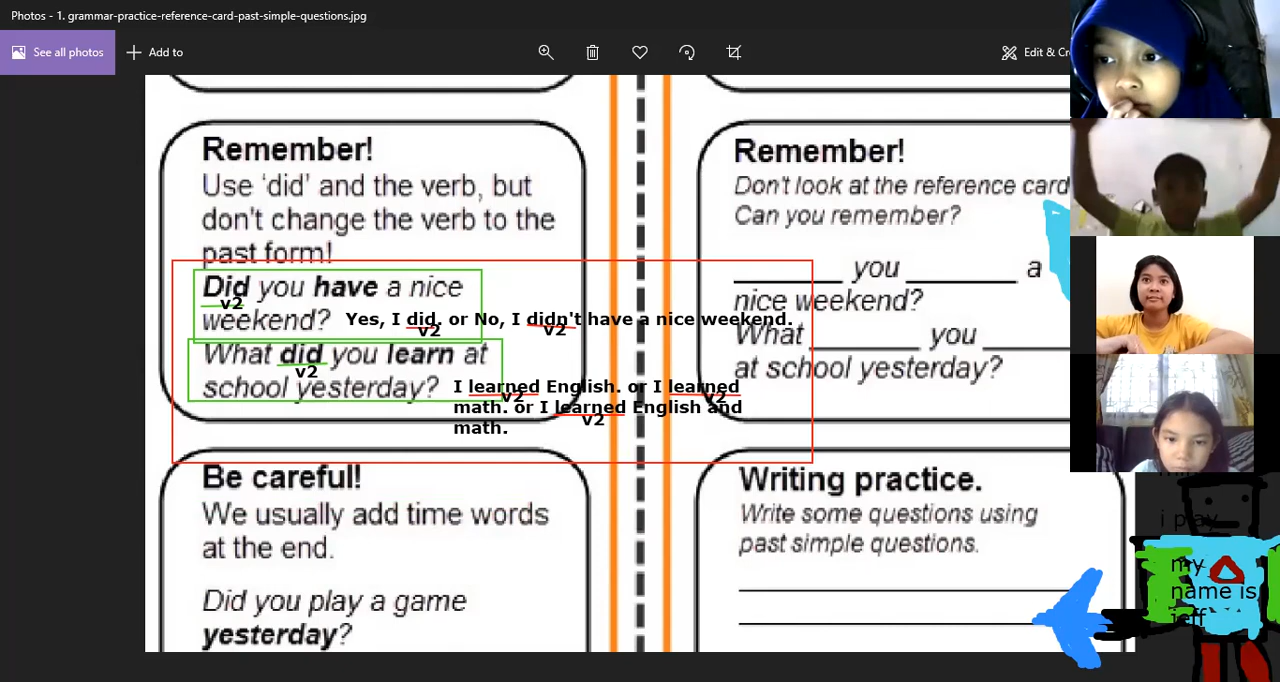 Photos - 1. grammar-practice-reference-card-past-simple-questions.jpg
See all photos
Add to
Remember!
Use 'did' and the verb, but
don't change the verb to the
past form!
Did you have a nice
v2
weekend?
Yes, I did. or No, I didn't have a nice weekend.
v2
v2
What did you learn at
v2
school yesterday?
I learned English. or I learned
v2
v2
math. or I learned English and
v2
math.
Be careful!
We usually add time words
at the end.
Did you play a game
yesterday?
Remember!
Don't look at the reference card
Can you remember?
you a
nice weekend?
What you
at school yesterday?
Writing practice.
Write some questions using
past simple questions.
i play
my
name is
jeff